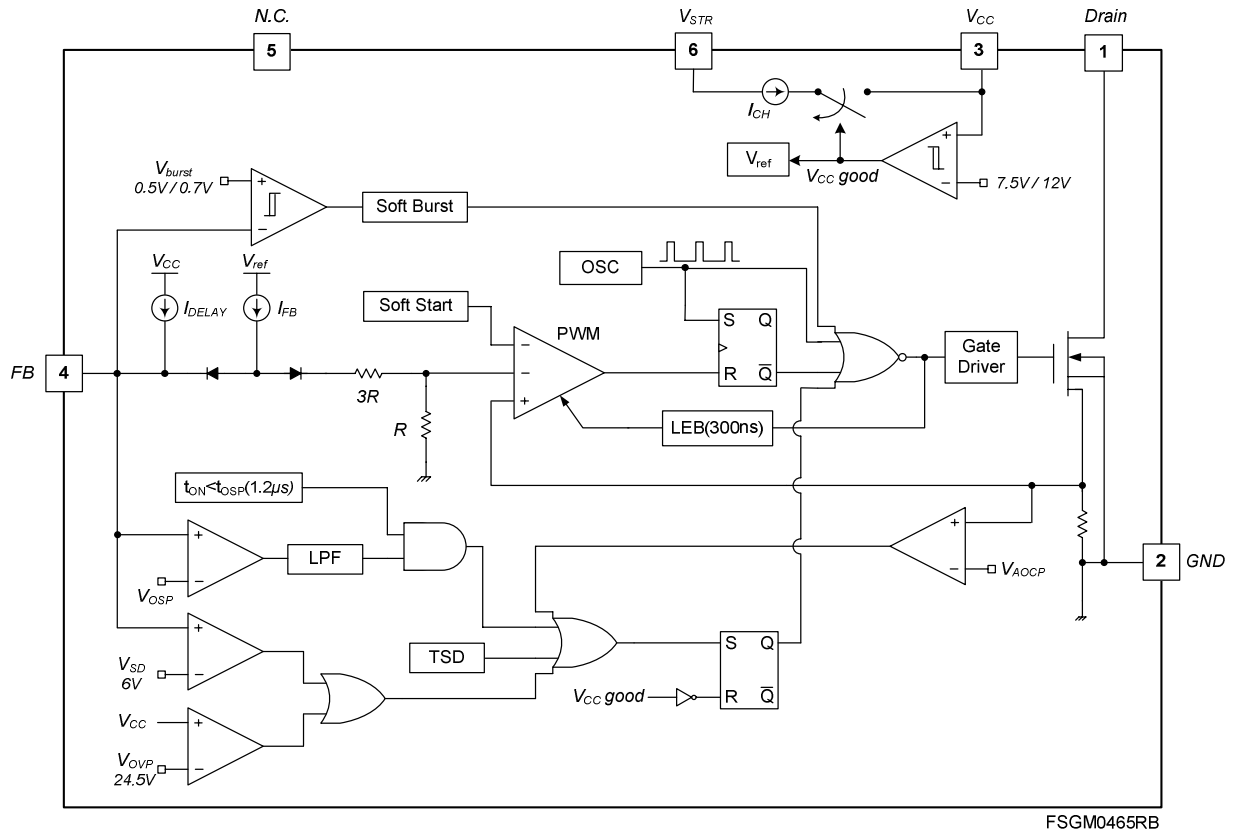 N.C.
5
VSTR
6
VCC
3
Drain
1
ICH
+
Vref
VCC good
−
7.5V / 12V
Vburst
0.5V / 0.7V
+
−
Soft Burst
VCC
Vref
OSC
IDELAY
IFB
Soft Start
PWM
S Q
R Q̅
−
−
+
Gate
Driver
FB
4
3R
R
LEB(300ns)
tON<tOSP(1.2µs)
+
−
LPF
VOSP
+
−
VAOCP
2
GND
+
−
VSD
6V
TSD
S Q
R Q̅
VCC good
VCC
+
−
VOVP
24.5V
FSGM0465RB